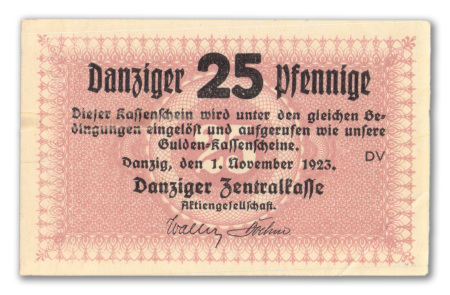 Danziger 25 Pfennige
Dieser Kassenschein wird unter den gleichen Be-
dingungen eingelöst und aufgerufen wie unsere
Gulden-Kassenscheine.
Danzig, den 1. November 1923.
DV
Danziger Zentralkasse
Aktiengesellschaft.